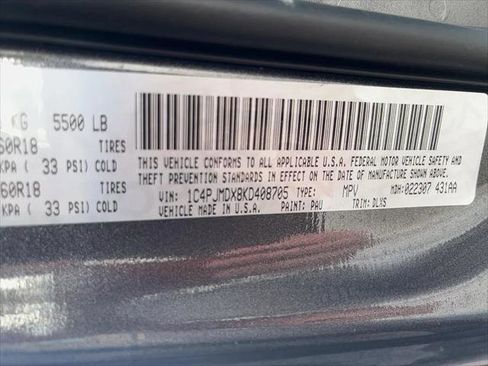 KG 5500 LB
60R18 TIRES
KPA ( 33 PSI) COLD
60R18 TIRES
KPA ( 33 PSI) COLD
THIS VEHICLE CONFORMS TO ALL APPLICABLE U.S.A. FEDERAL MOTOR VEHICLE SAFETY AND
THEFT PREVENTION STANDARDS IN EFFECT ON THE DATE OF MANUFACTURE SHOWN ABOVE.
VIN: 1C4PJMDX8KD408705 TYPE: MPV MDH:022307 431AA
VEHICLE MADE IN U.S.A. PAINT: PAU TRIM: DLXS